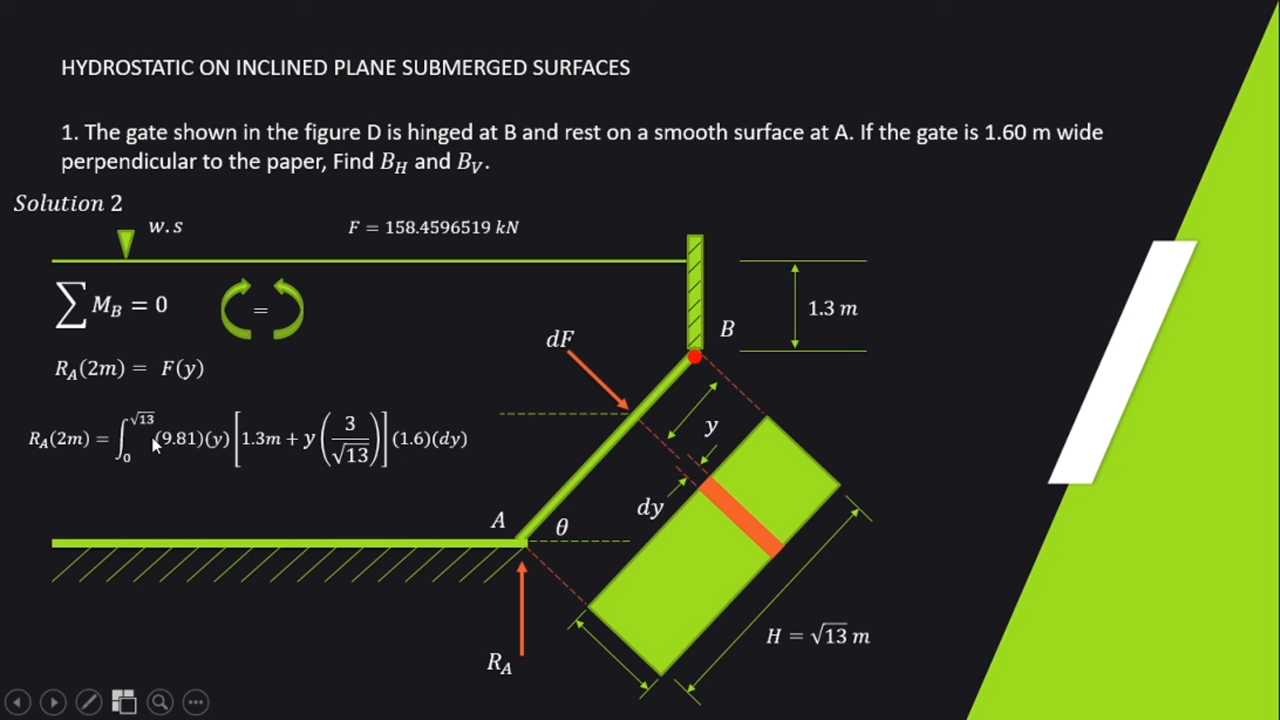 HYDROSTATIC ON INCLINED PLANE SUBMERGED SURFACES
1. The gate shown in the figure D is hinged at B and rest on a smooth surface at A. If the gate is 1.60 m wide
perpendicular to the paper, Find B_H and B_V.
Solution 2
w.s
F = 158.4596519 kN
∑ M_B = 0
=
1.3 m
B
dF
R_A(2m) = F(y)
y
R_A(2m) = ∫_0^√13 (9.81)(y) [1.3m + y (3/√13)] (1.6)(dy)
dy
A
θ
H = √13 m
R_A